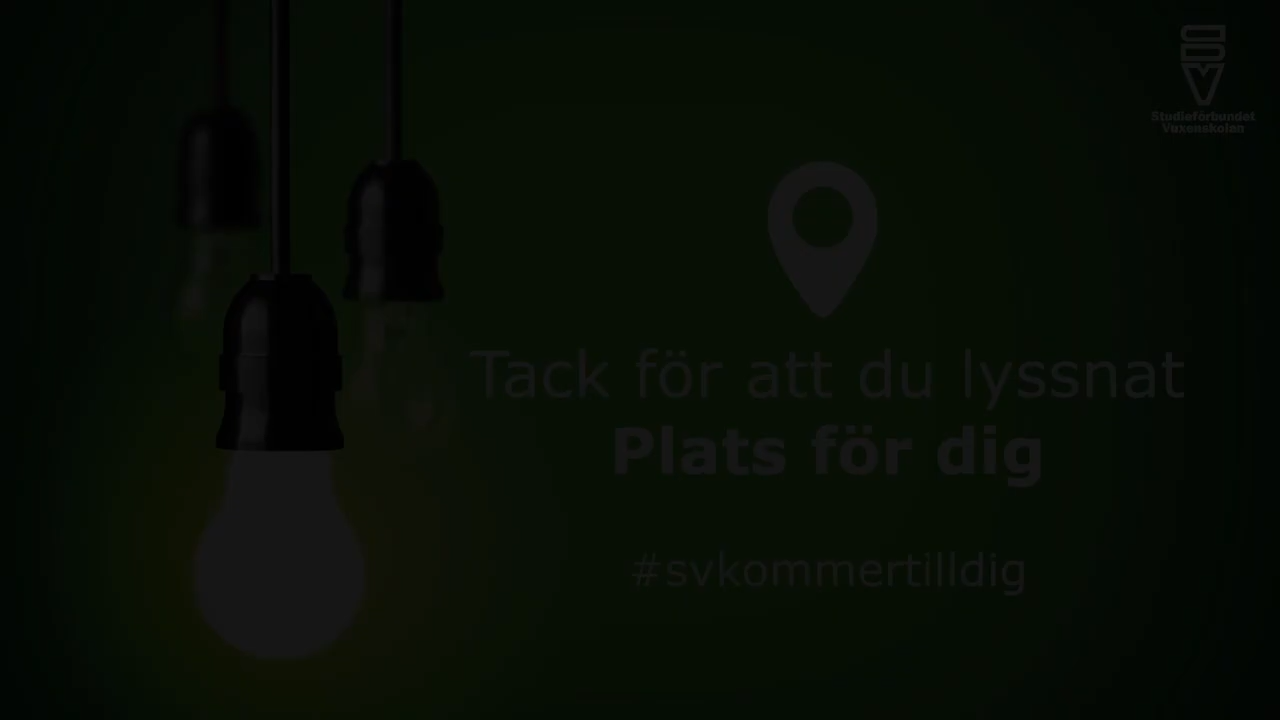 Studieförbundet
Vuxenskolan
Tack för att du lyssnat
Plats för dig
#svkommertilldig